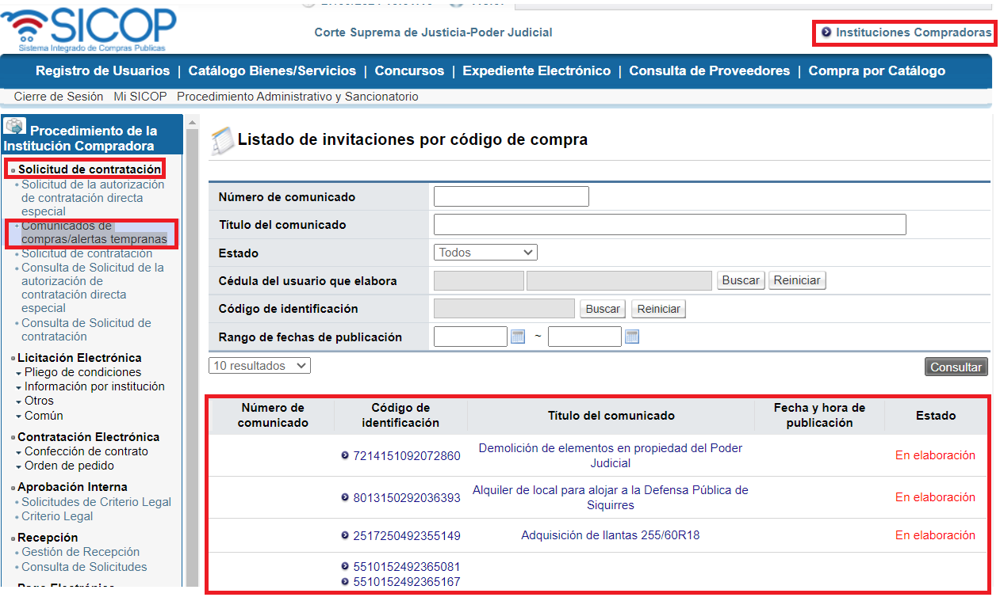 SICOP
Sistema Integrado de Compras Publicas
Corte Suprema de Justicia-Poder Judicial
Instituciones Compradoras
Registro de Usuarios | Catálogo Bienes/Servicios | Concursos | Expediente Electrónico | Consulta de Proveedores | Compra por Catálogo
Cierre de Sesión Mi SICOP Procedimiento Administrativo y Sancionatorio
Procedimiento de la
Institución Compradora
Solicitud de contratación
Solicitud de la autorización
de contratación directa
especial
Comunicados de
compras/alertas tempranas
Solicitud de contratación
Consulta de Solicitud de la
autorización de
contratación directa
especial
Consulta de Solicitud de
contratación
Licitación Electrónica
Pliego de condiciones
Información por institución
Otros
Común
Contratación Electrónica
Confección de contrato
Orden de pedido
Aprobación Interna
Solicitudes de Criterio Legal
Criterio Legal
Recepción
Gestión de Recepción
Consulta de Solicitudes
Listado de invitaciones por código de compra
Número de comunicado
Título del comunicado
Estado Todos
Cédula del usuario que elabora Buscar Reiniciar
Código de identificación Buscar Reiniciar
Rango de fechas de publicación ~
10 resultados Consultar
Número de comunicado Código de identificación Título del comunicado Fecha y hora de publicación Estado
7214151092072860 Demolición de elementos en propiedad del Poder Judicial En elaboración
8013150292036393 Alquiler de local para alojar a la Defensa Pública de Siquirres En elaboración
2517250492355149 Adquisición de llantas 255/60R18 En elaboración
5510152492365081
5510152492365167